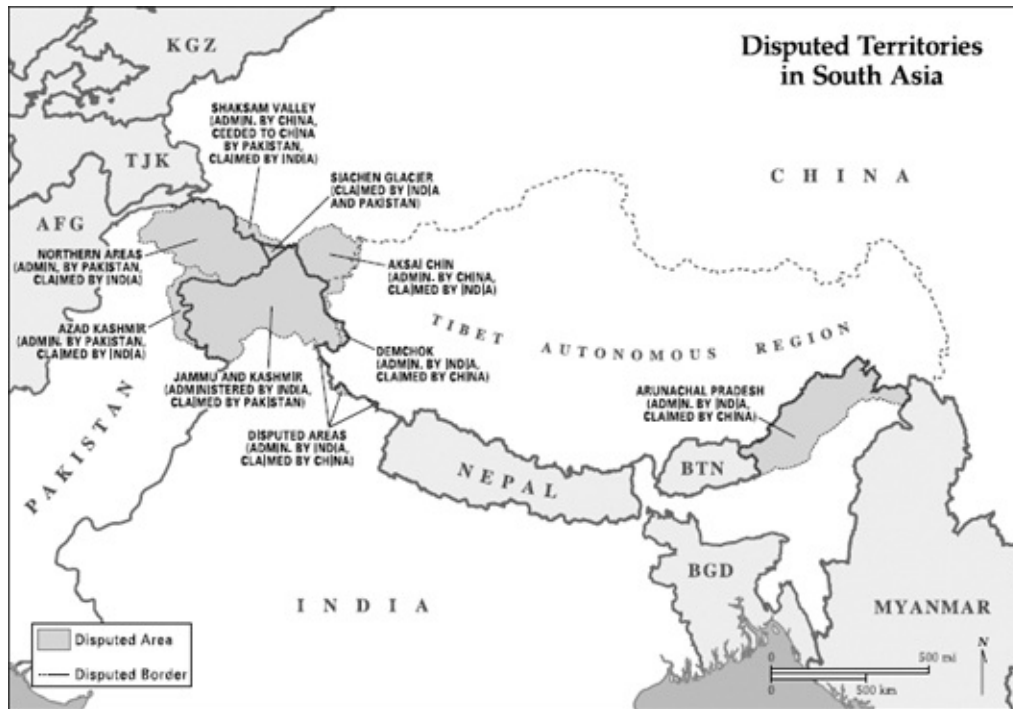 Disputed Territories
in South Asia
KGZ
SHAKSAM VALLEY
(ADMIN. BY CHINA,
CEEDED TO CHINA
BY PAKISTAN,
CLAIMED BY INDIA)
TJK
SIACHEN GLACIER
(CLAIMED BY INDIA
AND PAKISTAN)
CHINA
AFG
NORTHERN AREAS
(ADMIN. BY PAKISTAN,
CLAIMED BY INDIA)
AKSAI CHIN
(ADMIN. BY CHINA,
CLAIMED BY INDIA)
TIBET AUTONOMOUS REGION
AZAD KASHMIR
(ADMIN. BY PAKISTAN,
CLAIMED BY INDIA)
DEMCHOK
(ADMIN. BY INDIA,
CLAIMED BY CHINA)
JAMMU AND KASHMIR
(ADMINISTERED BY INDIA,
CLAIMED BY PAKISTAN)
ARUNACHAL PRADESH
(ADMIN. BY INDIA,
CLAIMED BY CHINA)
PAKISTAN
DISPUTED AREAS
(ADMIN. BY INDIA,
CLAIMED BY CHINA)
NEPAL
BTN
BGD
INDIA
MYANMAR
Disputed Area
Disputed Border
N
0 500 mi
0 500 km